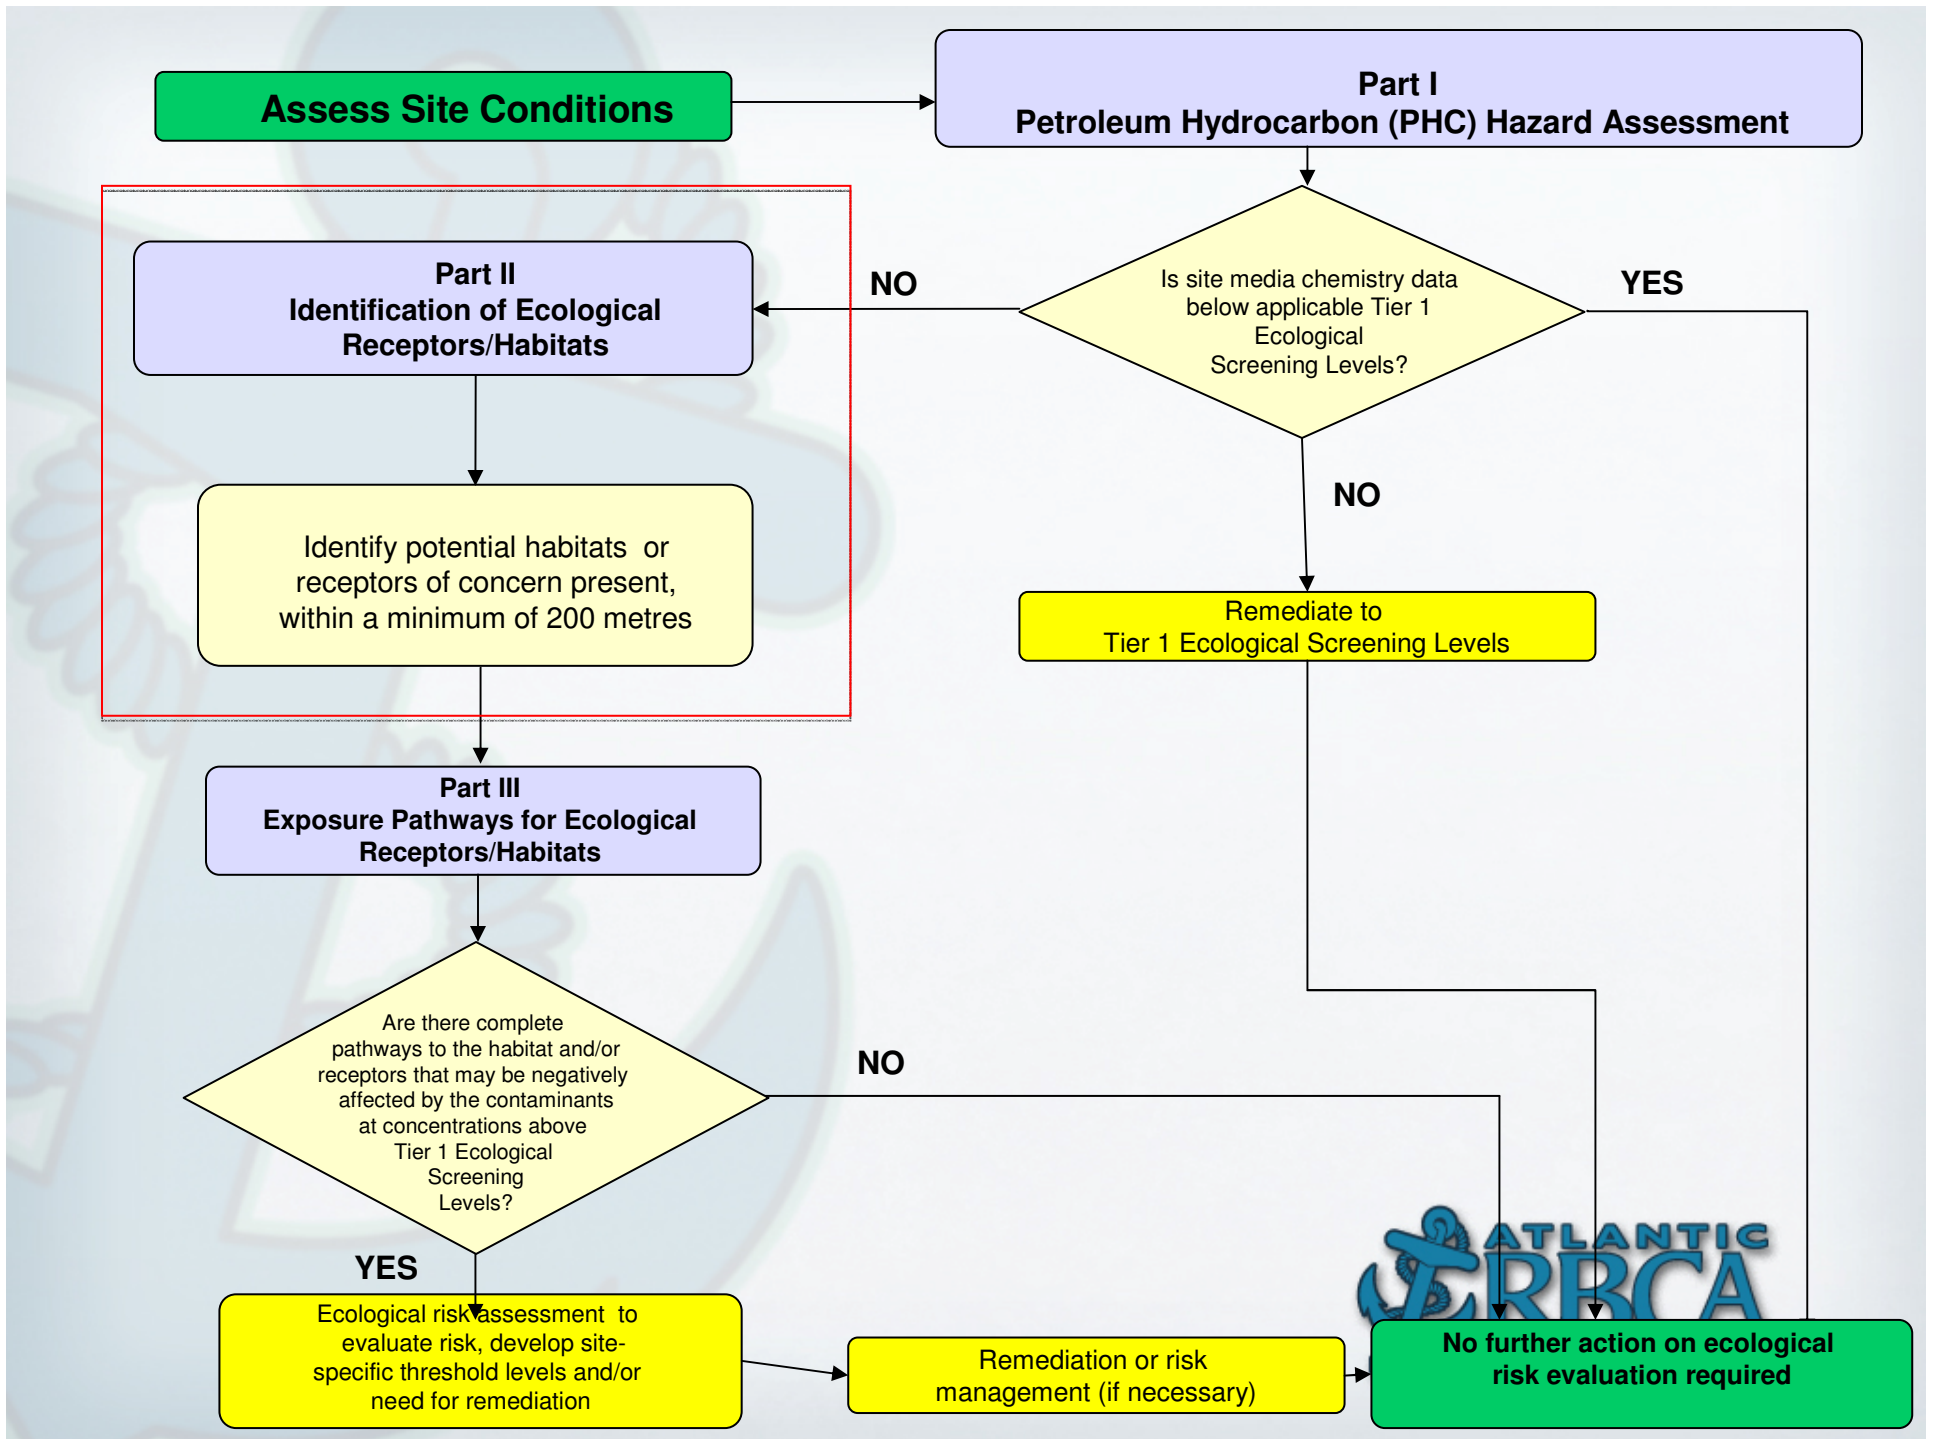 Assess Site Conditions
Part I
Petroleum Hydrocarbon (PHC) Hazard Assessment
Part II
Identification of Ecological
Receptors/Habitats
NO
Is site media chemistry data
below applicable Tier 1
Ecological
Screening Levels?
YES
NO
Identify potential habitats or
receptors of concern present,
within a minimum of 200 metres
Remediate to
Tier 1 Ecological Screening Levels
Part III
Exposure Pathways for Ecological
Receptors/Habitats
Are there complete
pathways to the habitat and/or
receptors that may be negatively
affected by the contaminants
at concentrations above
Tier 1 Ecological
Screening
Levels?
NO
YES
Ecological risk assessment to
evaluate risk, develop site-
specific threshold levels and/or
need for remediation
Remediation or risk
management (if necessary)
ATLANTIC
RBCA
No further action on ecological
risk evaluation required